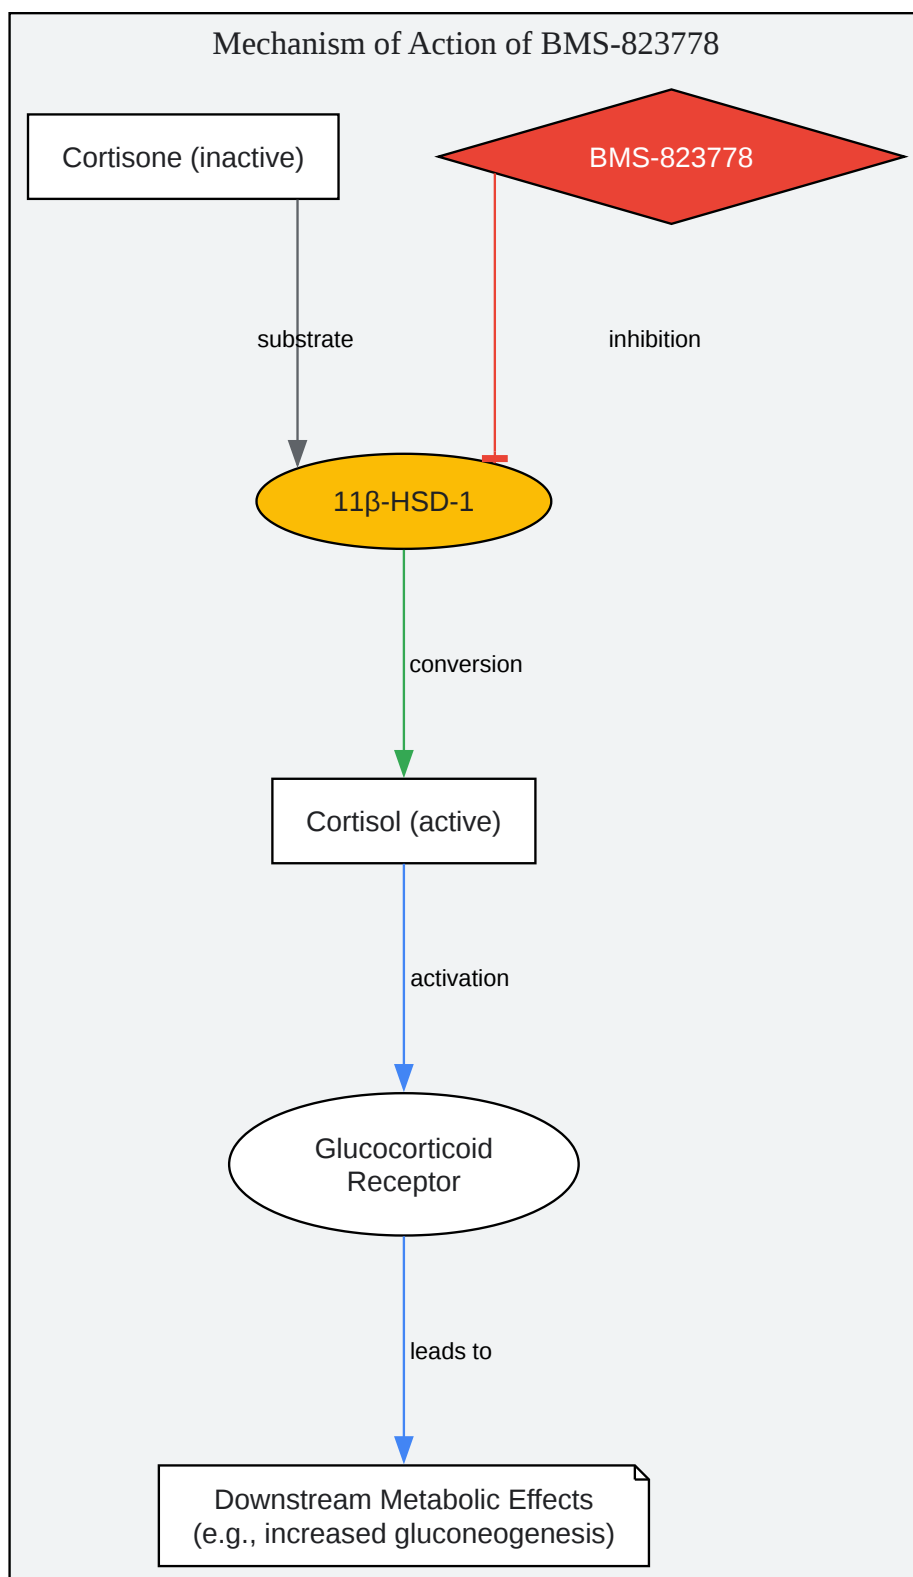 Mechanism of Action of BMS-823778
Cortisone (inactive)
BMS-823778
substrate
inhibition
11β-HSD-1
conversion
Cortisol (active)
activation
Glucocorticoid
Receptor
leads to
Downstream Metabolic Effects
(e.g., increased gluconeogenesis)